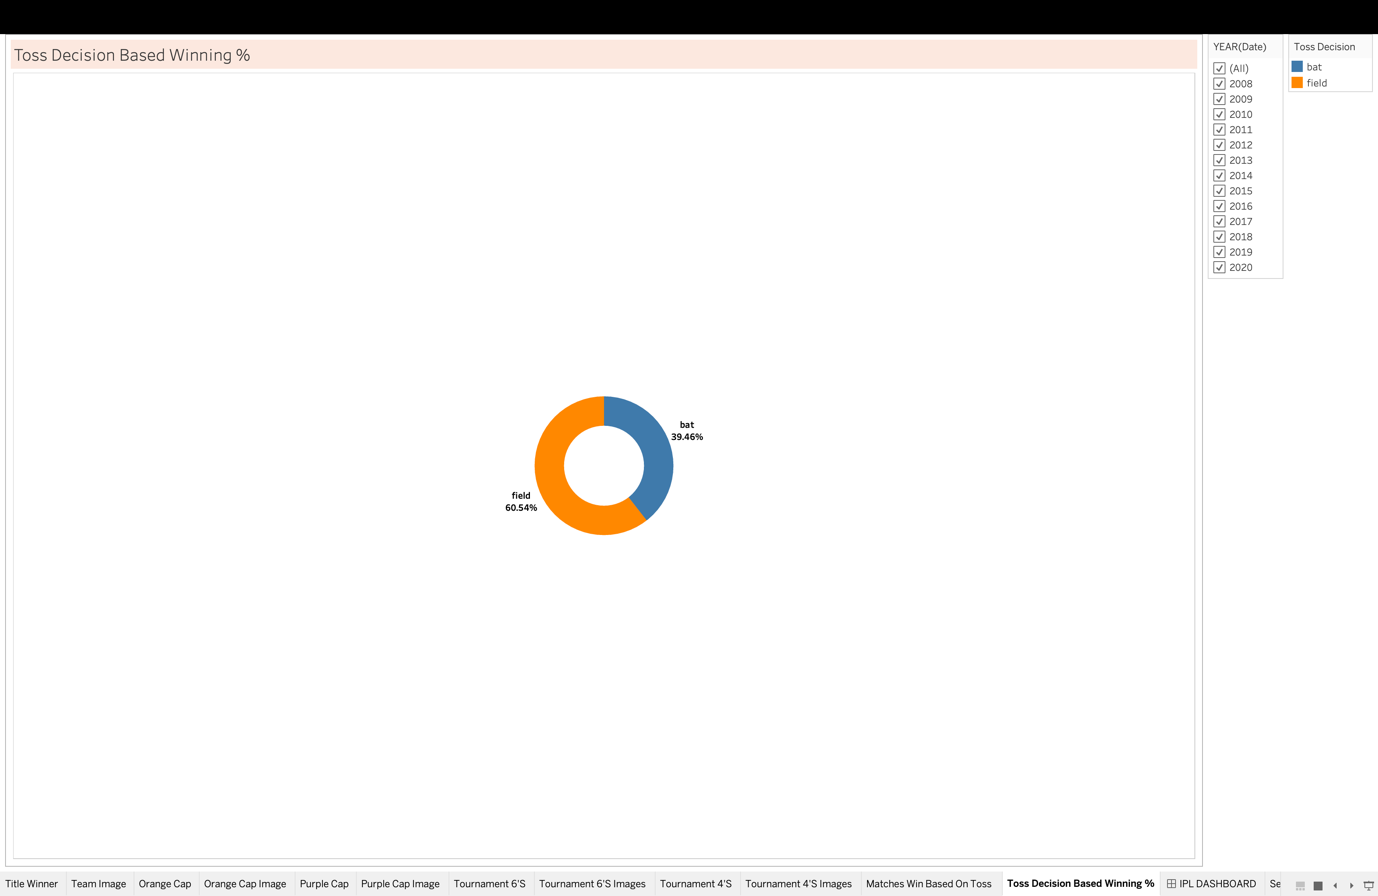 Toss Decision Based Winning %
YEAR(Date)
(All)
2008
2009
2010
2011
2012
2013
2014
2015
2016
2017
2018
2019
2020
Toss Decision
bat
field
bat
39.46%
field
60.54%
Title Winner
Team Image
Orange Cap
Orange Cap Image
Purple Cap
Purple Cap Image
Tournament 6'S
Tournament 6'S Images
Tournament 4'S
Tournament 4'S Images
Matches Win Based On Toss
Toss Decision Based Winning %
IPL DASHBOARD
Se